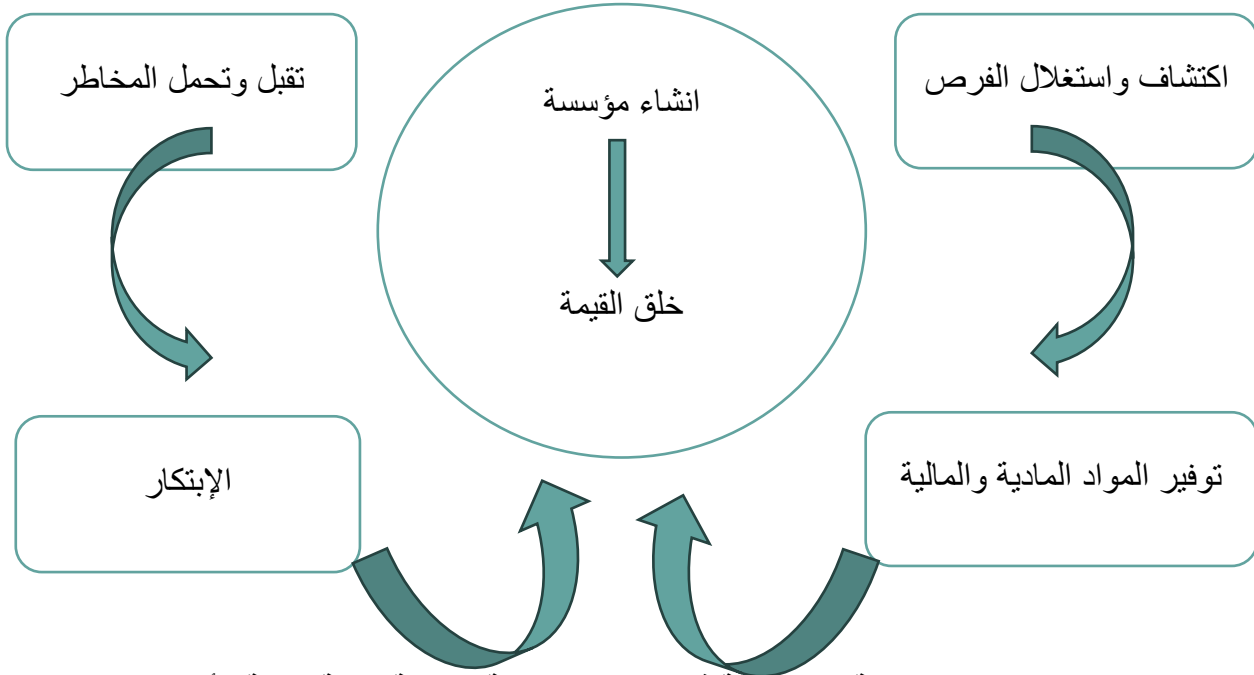 اكتشاف واستغلال الفرص
انشاء مؤسسة
تقبل وتحمل المخاطر
خلق القيمة
توفير المواد المادية والمالية
الإبتكار